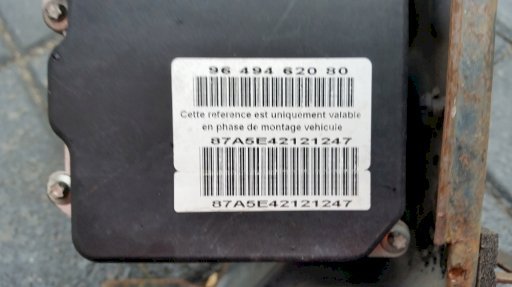 96 494 620 80
Cette reference est uniquement valable
en phase de montage vehicule
87A5E42121247
87A5E42121247